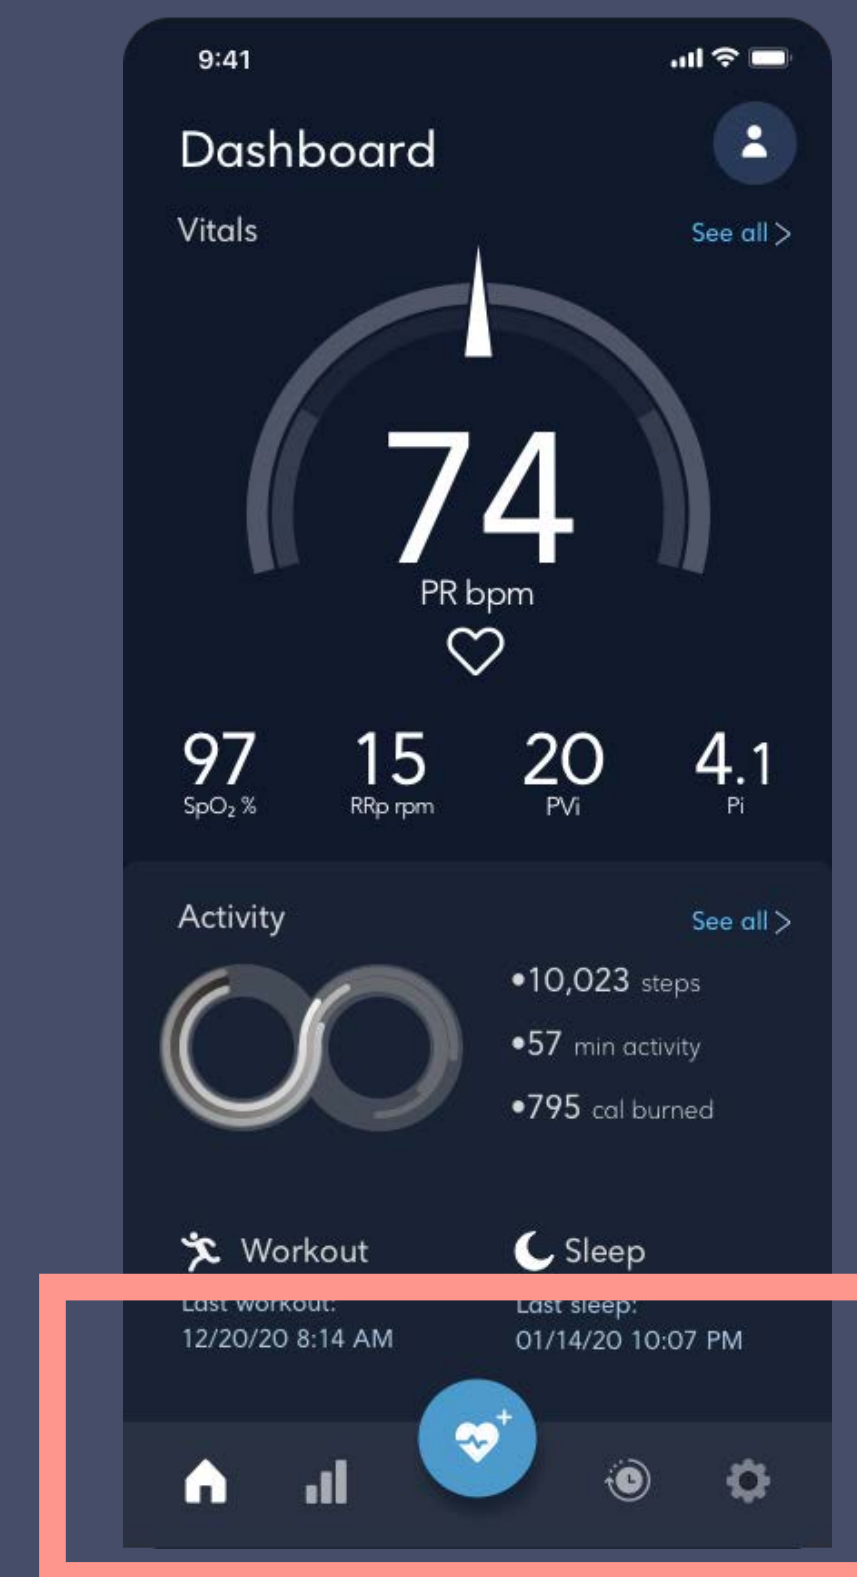 9:41
Dashboard
Vitals
See all >
74
PR bpm
97 15 20 4.1
SpO₂ % RRp rpm PVi Pi
Activity
See all >
•10,023 steps
•57 min activity
•795 cal burned
Workout Sleep
Last workout: Last sleep:
12/20/20 8:14 AM 01/14/20 10:07 PM